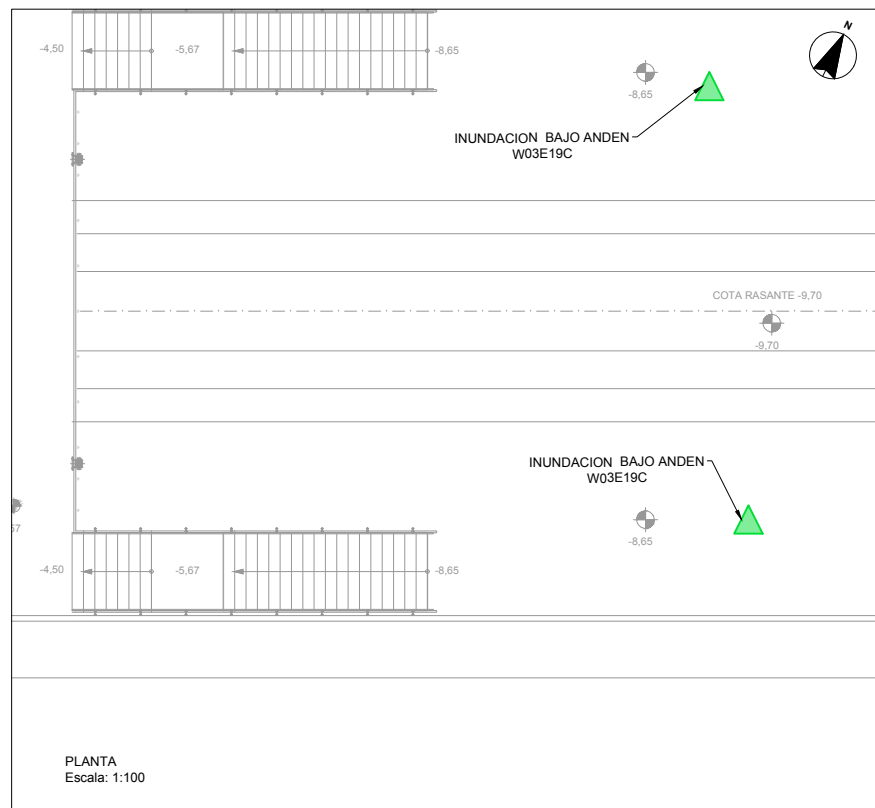 N
-4,50
-5,67
-8,65
-8,65
INUNDACION BAJO ANDEN
W03E19C
COTA RASANTE -9,70
-9,70
INUNDACION BAJO ANDEN
W03E19C
-8,65
-4,50
-5,67
-8,65
PLANTA
Escala: 1:100